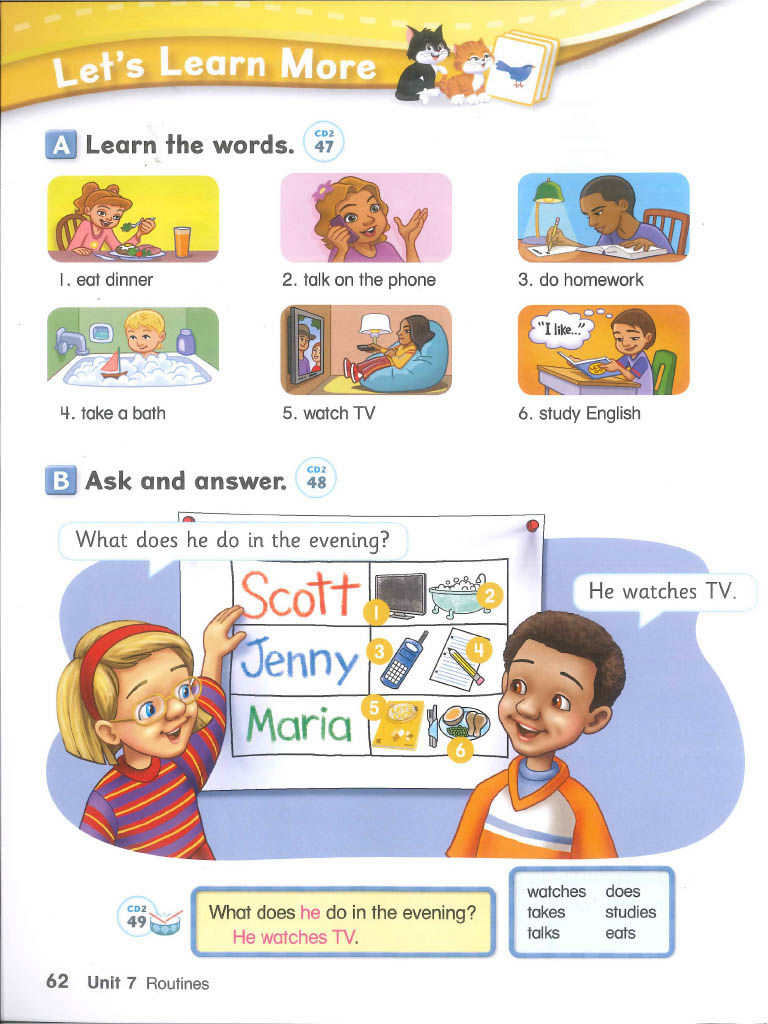 Let's Learn More
A Learn the words. CD2 47
1. eat dinner
2. talk on the phone
3. do homework
"I like..."
4. take a bath
5. watch TV
6. study English
B Ask and answer. CD2 48
What does he do in the evening?
He watches TV.
Scott 1 2
Jenny 3 4
Maria 5 6
CD2 49
What does he do in the evening?
He watches TV.
watches does
takes studies
talks eats
62 Unit 7 Routines